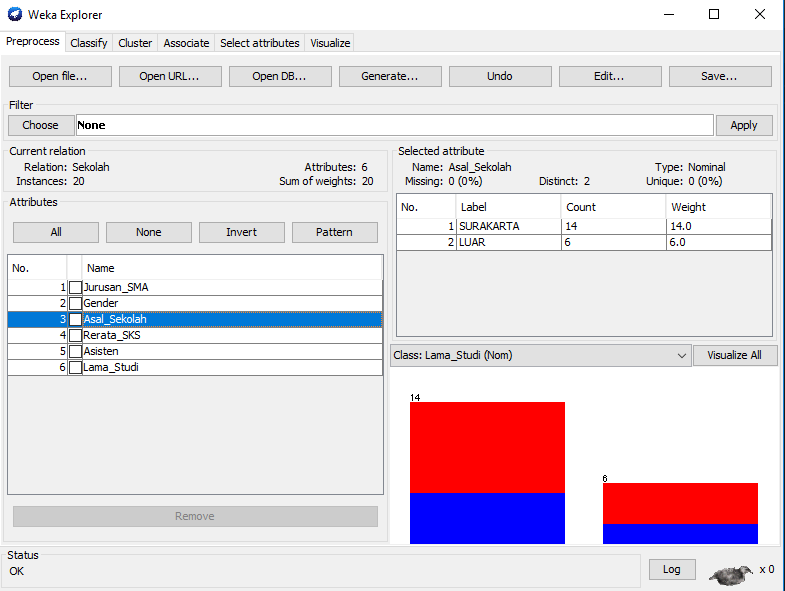 Weka Explorer
Preprocess Classify Cluster Associate Select attributes Visualize
Open file... Open URL... Open DB... Generate... Undo Edit... Save...
Filter
Choose None Apply
Current relation
Relation: Sekolah Attributes: 6
Instances: 20 Sum of weights: 20
Attributes
All None Invert Pattern
No. Name
1 Jurusan_SMA
2 Gender
3 Asal_Sekolah
4 Rerata_SKS
5 Asisten
6 Lama_Studi
Remove
Selected attribute
Name: Asal_Sekolah Type: Nominal
Missing: 0 (0%) Distinct: 2 Unique: 0 (0%)
No. Label Count Weight
1 SURAKARTA 14 14.0
2 LUAR 6 6.0
Class: Lama_Studi (Nom) Visualize All
14
6
Status
OK
Log x 0